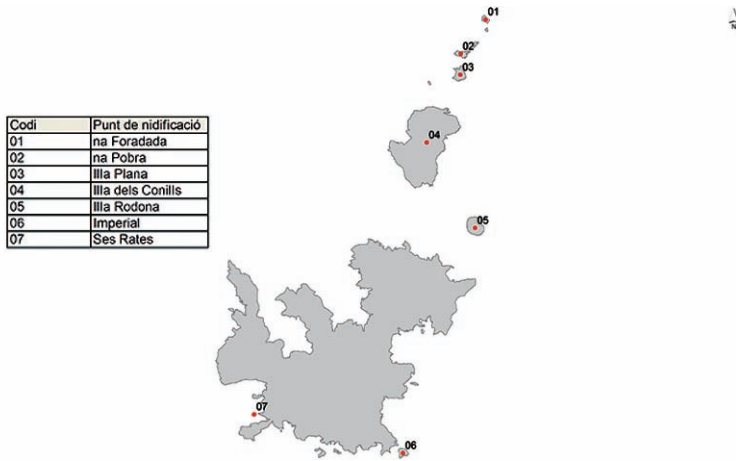 01
02
03
04
05
06
07
Codi Punt de nidificació
01 na Foradada
02 na Pobra
03 Illa Plana
04 Illa dels Conills
05 Illa Rodona
06 Imperial
07 Ses Rates
N